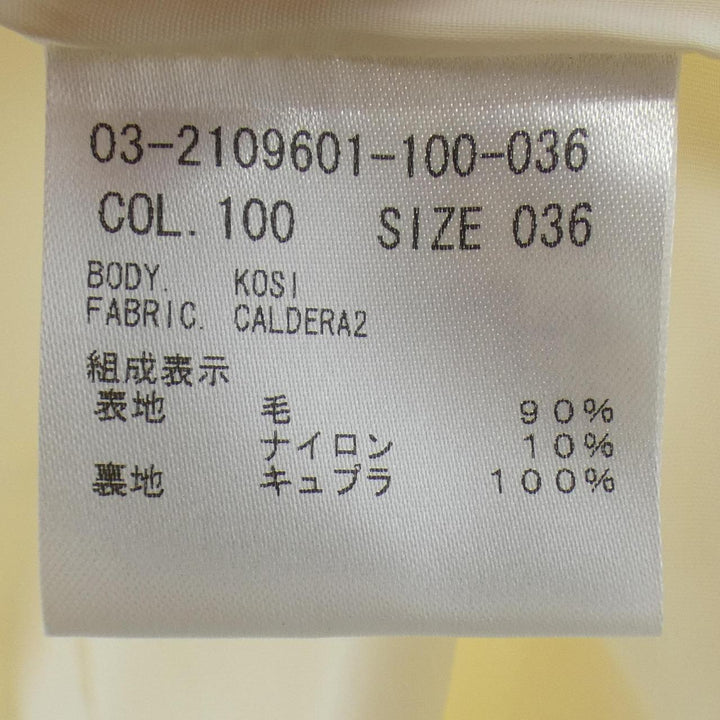 03-2109601-100-036
COL. 100 SIZE 036
BODY. KOSI
FABRIC. CALDERA2
組成表示
表地 毛 90%
ナイロン 10%
裏地 キュプラ 100%